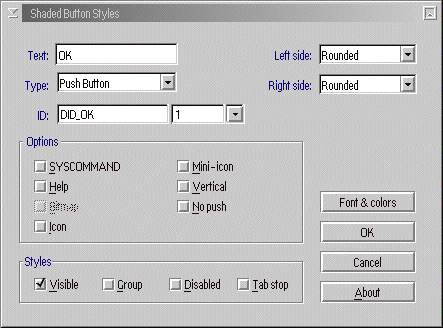 Shaded Button Styles
Text: OK Left side: Rounded
Type: Push Button Right side: Rounded
ID: DID_OK 1
Options
SYSCOMMAND Mini-icon
Help Vertical
Bitmap No push
Icon
Font & colors
OK
Cancel
About
Styles
Visible Group Disabled Tab stop